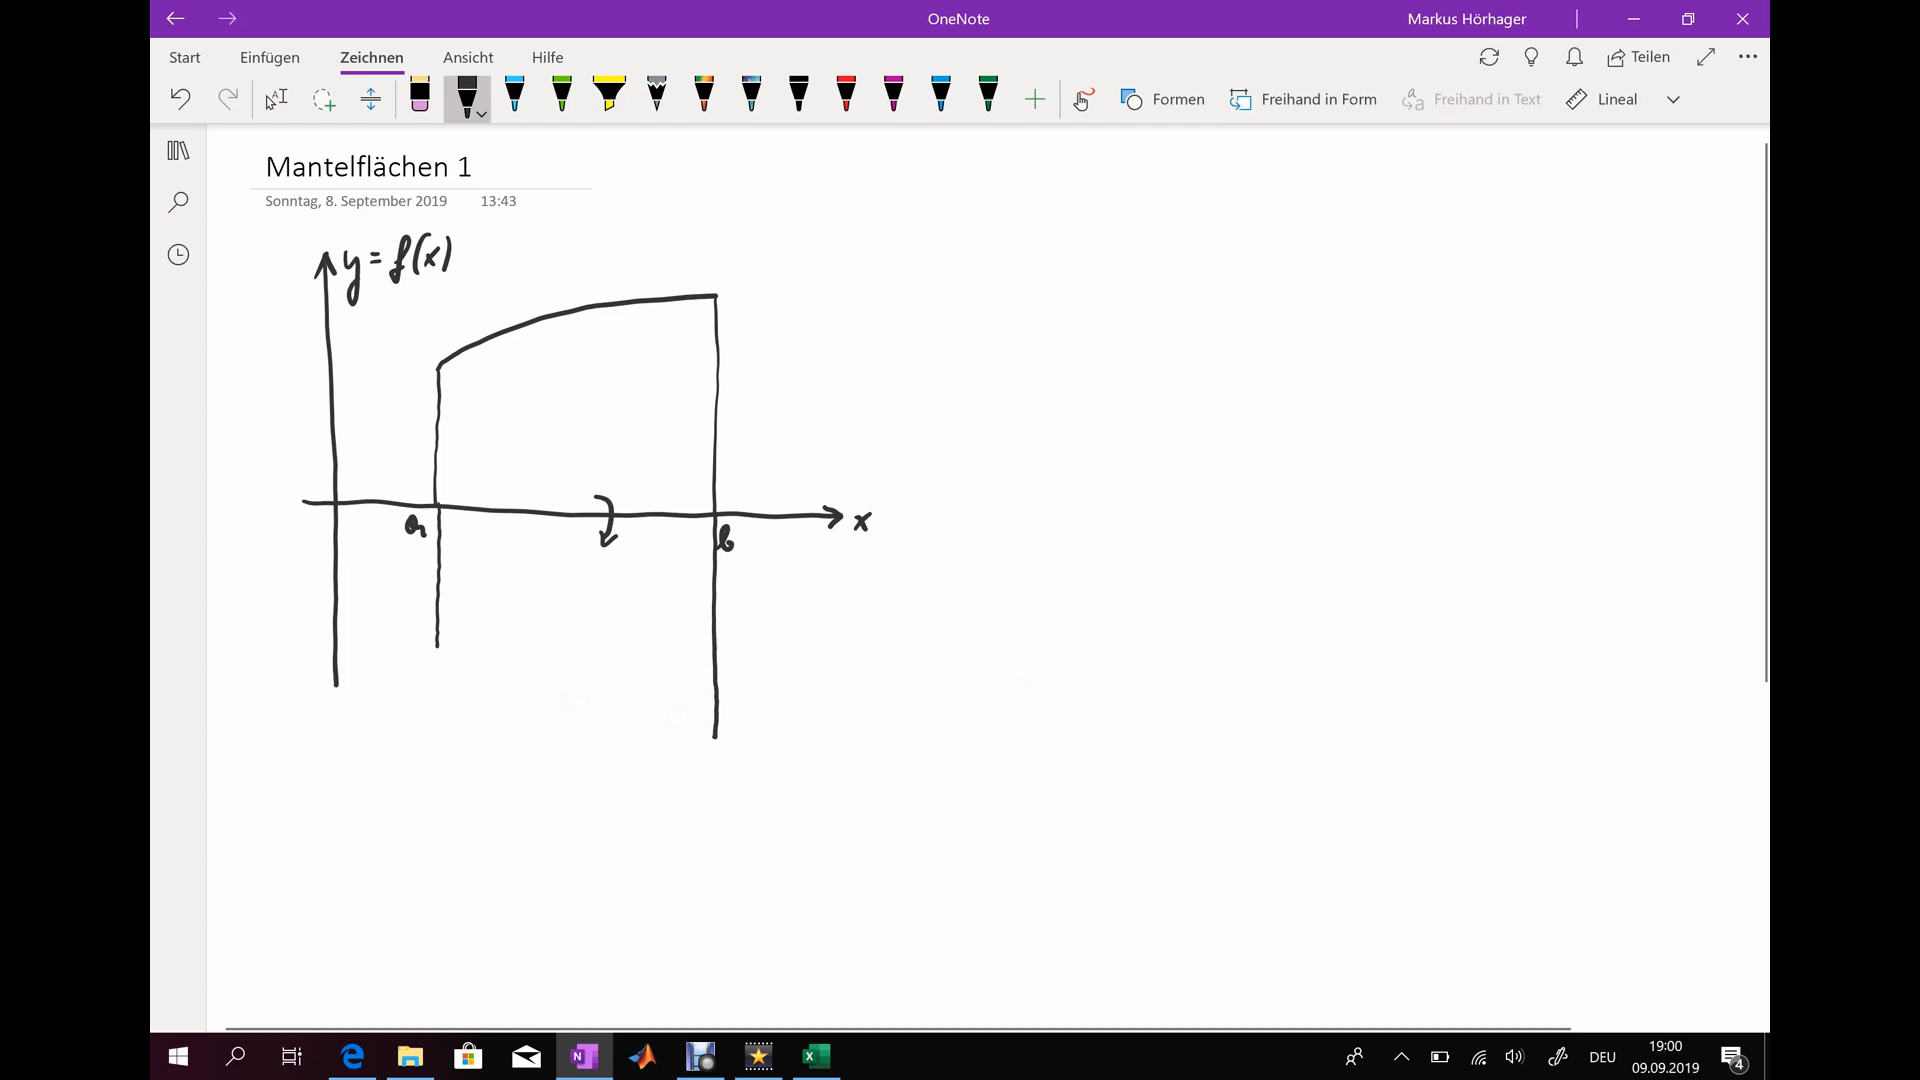 OneNote
Markus Hörhager
Start Einfügen Zeichnen Ansicht Hilfe
Teilen
Formen Freihand in Form Freihand in Text Lineal
Mantelflächen 1
Sonntag, 8. September 2019 13:43
y = f(x)
a
b
x
DEU
19:00
09.09.2019
4